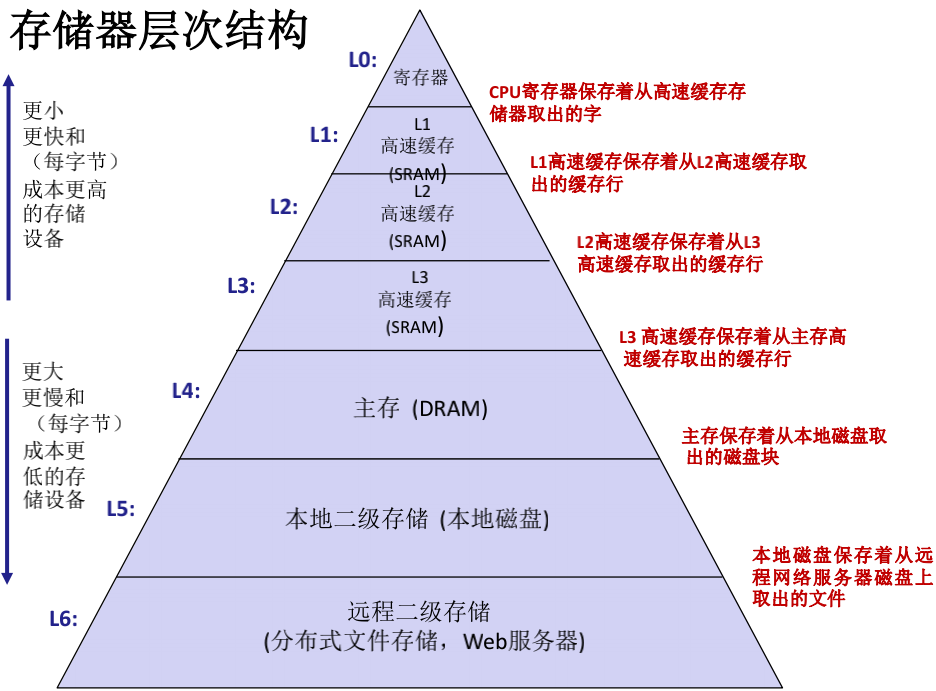 存储器层次结构
更小
更快和
（每字节）
成本更高
的存储
设备
更大
更慢和
（每字节）
成本更
低的存
储设备
L0:
寄存器
CPU寄存器保存着从高速缓存存
储器取出的字
L1:
L1
高速缓存
(SRAM)
L1高速缓存保存着从L2高速缓存取
出的缓存行
L2:
L2
高速缓存
(SRAM)
L2高速缓存保存着从L3
高速缓存取出的缓存行
L3:
L3
高速缓存
(SRAM)
L3 高速缓存保存着从主存高
速缓存取出的缓存行
L4:
主存 (DRAM)
主存保存着从本地磁盘取
出的磁盘块
L5:
本地二级存储 (本地磁盘)
本地磁盘保存着从远
程网络服务器磁盘上
取出的文件
L6:
远程二级存储
(分布式文件存储，Web服务器)